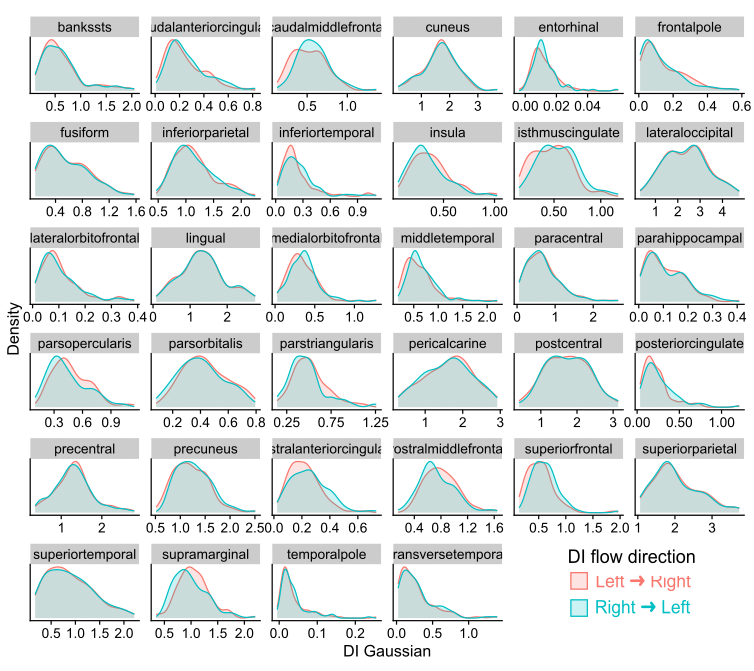 bankssts
udalanteriorcingula
caudalmiddlefrontal
cuneus
entorhinal
frontalpole
0.5 1.0 1.5 2.0
0.0 0.2 0.4 0.6 0.8
0.5 1.0
1 2 3
0.00 0.02 0.04
0.0 0.2 0.4 0.6
fusiform
inferiorparietal
inferiortemporal
insula
isthmuscingulate
lateraloccipital
0.4 0.8 1.2 1.6
0.5 1.0 1.5 2.0
0.0 0.3 0.6 0.9
0.50 1.00
0.50 1.00
1 2 3 4
lateralorbitofrontal
lingual
medialorbitofronta
middletemporal
paracentral
parahippocampal
0.0 0.1 0.2 0.3 0.4
0 1 2
0.0 0.5 1.0
0.5 1.0 1.5 2.0
0 1 2
0.0 0.1 0.2 0.3 0.4
parsopercularis
parsorbitalis
parstriangularis
pericalcarine
postcentral
posteriorcingulate
0.3 0.6 0.9
0.2 0.4 0.6 0.8
0.25 0.75 1.25
1 2 3
1 2 3
0.00 0.50 1.00
precentral
precuneus
stralanteriorcingula
ostralmiddlefronta
superiorfrontal
superiorparietal
1 2
0.5 1.0 1.5 2.0 2.5
0.0 0.2 0.4 0.6
0.4 0.8 1.2 1.6
0.5 1.0 1.5 2.0
1 2 3
superiortemporal
supramarginal
temporalpole
ransversetempora
0.5 1.0 1.5 2.0
0.5 1.0 1.5 2.0
0.0 0.1 0.2
0.0 0.5 1.0
Density
DI Gaussian
DI flow direction
Left ➜ Right
Right ➜ Left